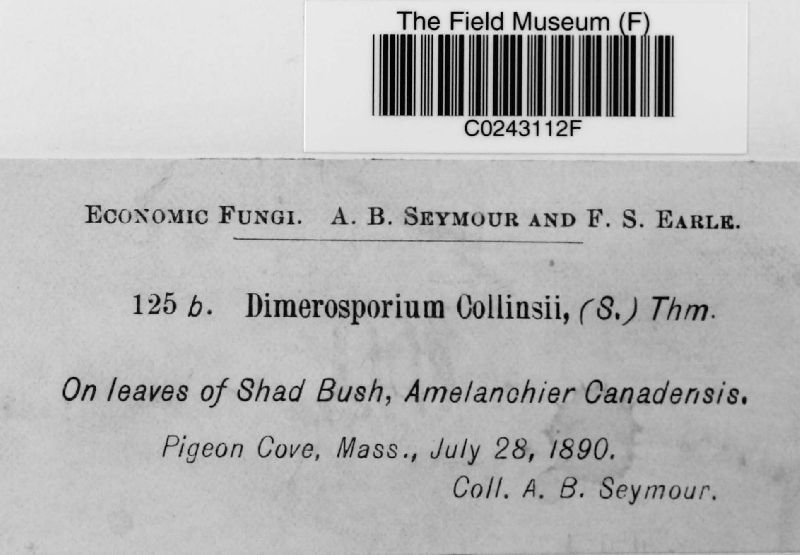 The Field Museum (F)
C0243112F
Economic Fungi. A. B. Seymour and F. S. Earle.
125 b. Dimerosporium Collinsii, (S.) Thm.
On leaves of Shad Bush, Amelanchier Canadensis.
Pigeon Cove, Mass., July 28, 1890.
Coll. A. B. Seymour.